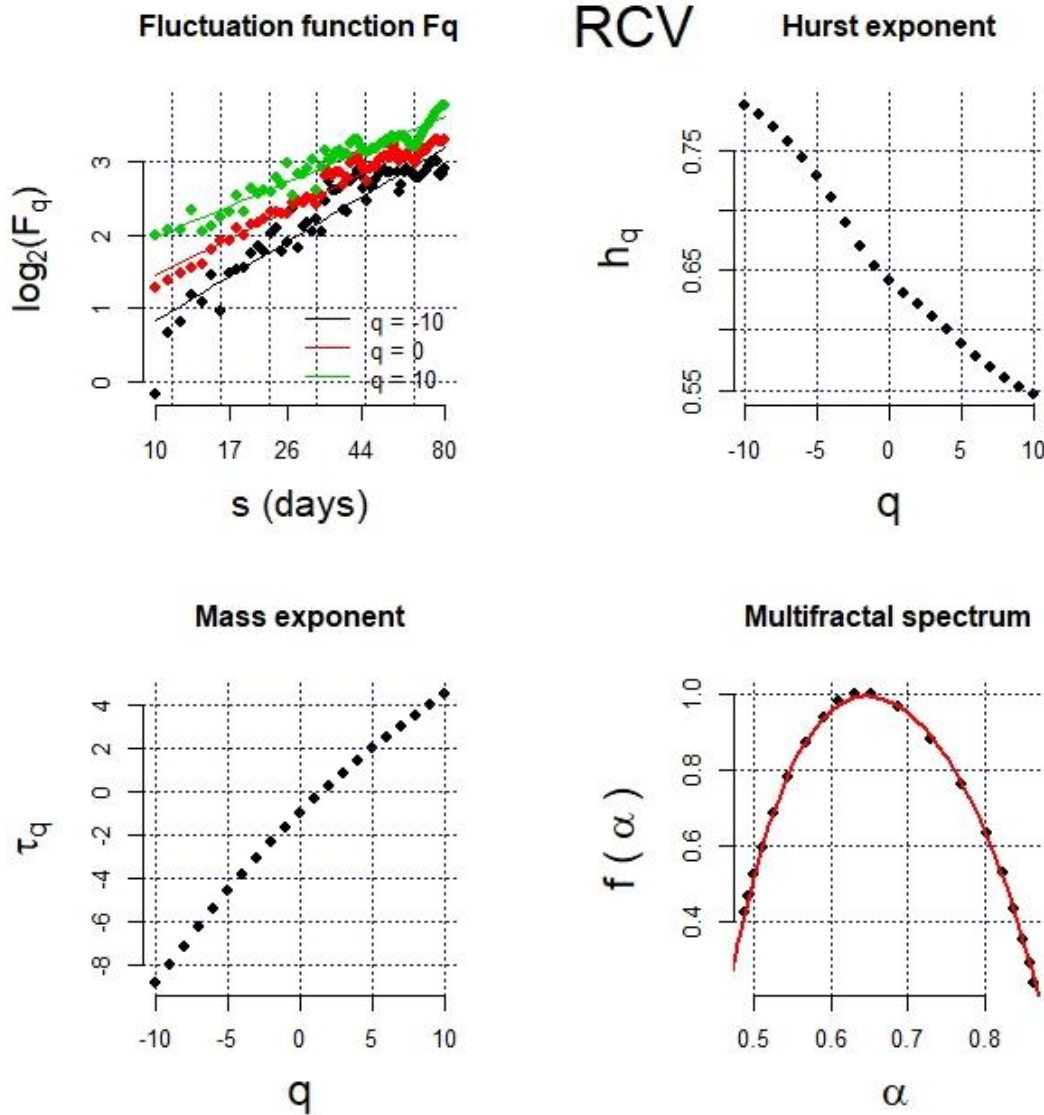 RCV
Fluctuation function Fq
log₂(F_q)
3
2
1
0
q = -10
q = 0
q = 10
10 17 26 44 80
s (days)
Hurst exponent
h_q
0.75
0.65
0.55
-10 -5 0 5 10
q
Mass exponent
τ_q
4
2
0
-2
-4
-6
-8
-10 -5 0 5 10
q
Multifractal spectrum
f ( α )
1.0
0.8
0.6
0.4
0.5 0.6 0.7 0.8
α